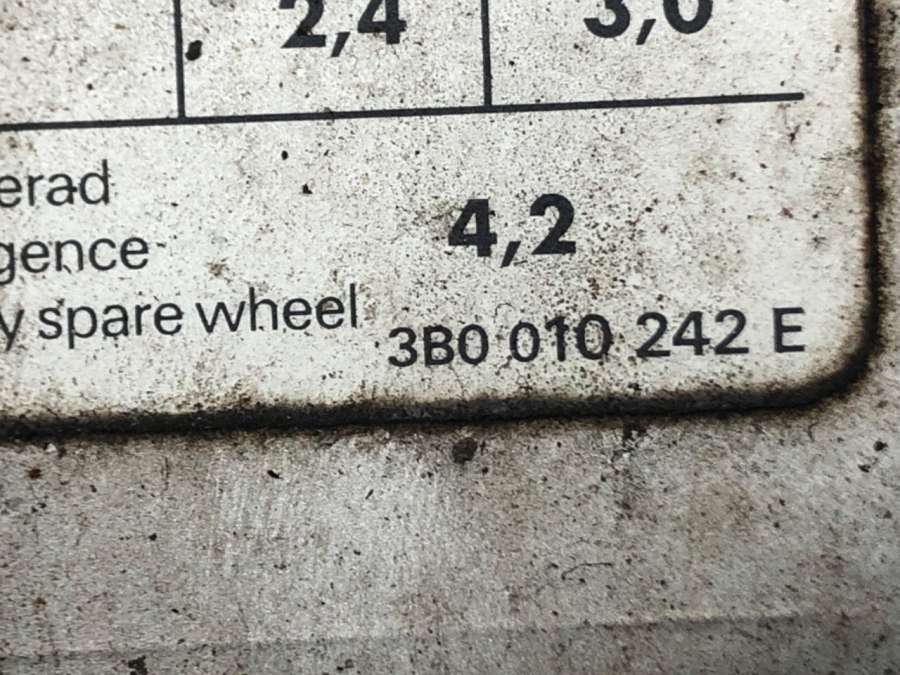 2,4 3,0
erad
gence 4,2
y spare wheel
3B0 010 242 E